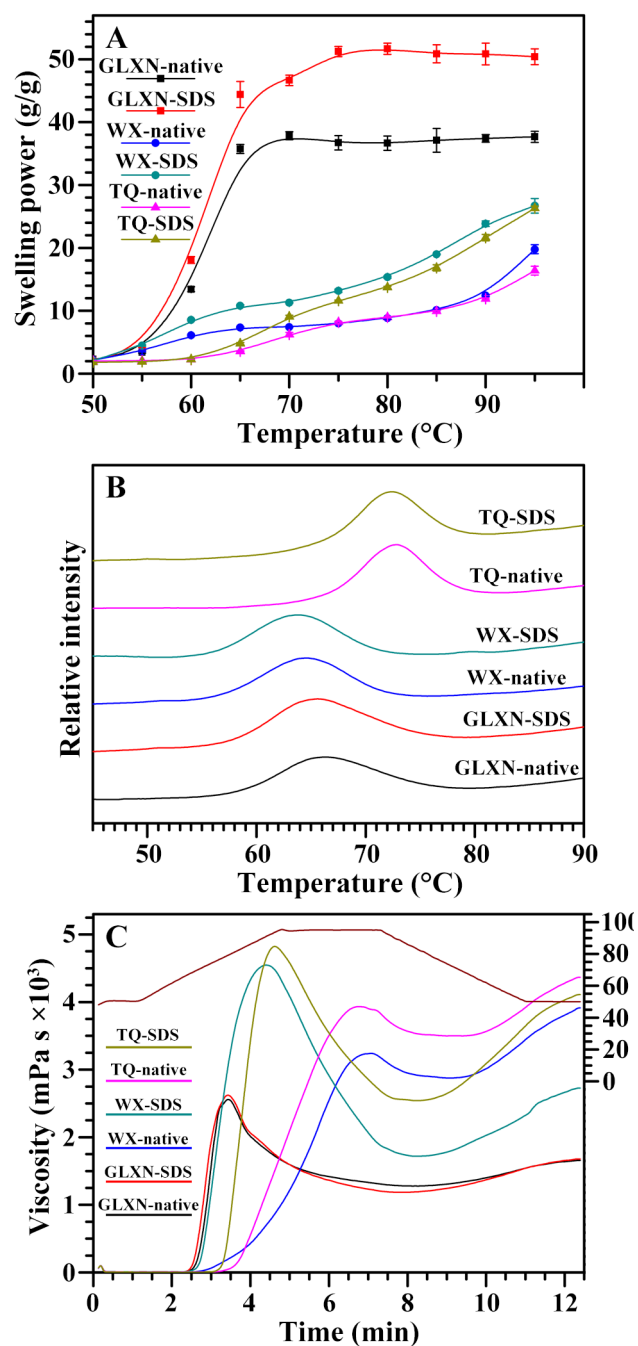 A
Swelling power (g/g)
60
50
40
30
20
10
0
GLXN-native
GLXN-SDS
WX-native
WX-SDS
TQ-native
TQ-SDS
50 60 70 80 90
Temperature (°C)
B
Relative intensity
TQ-SDS
TQ-native
WX-SDS
WX-native
GLXN-SDS
GLXN-native
50 60 70 80 90
Temperature (°C)
C
Viscosity (mPa s ×10³)
5
4
3
2
1
0
TQ-SDS
TQ-native
WX-SDS
WX-native
GLXN-SDS
GLXN-native
100
80
60
40
20
0
0 2 4 6 8 10 12
Time (min)